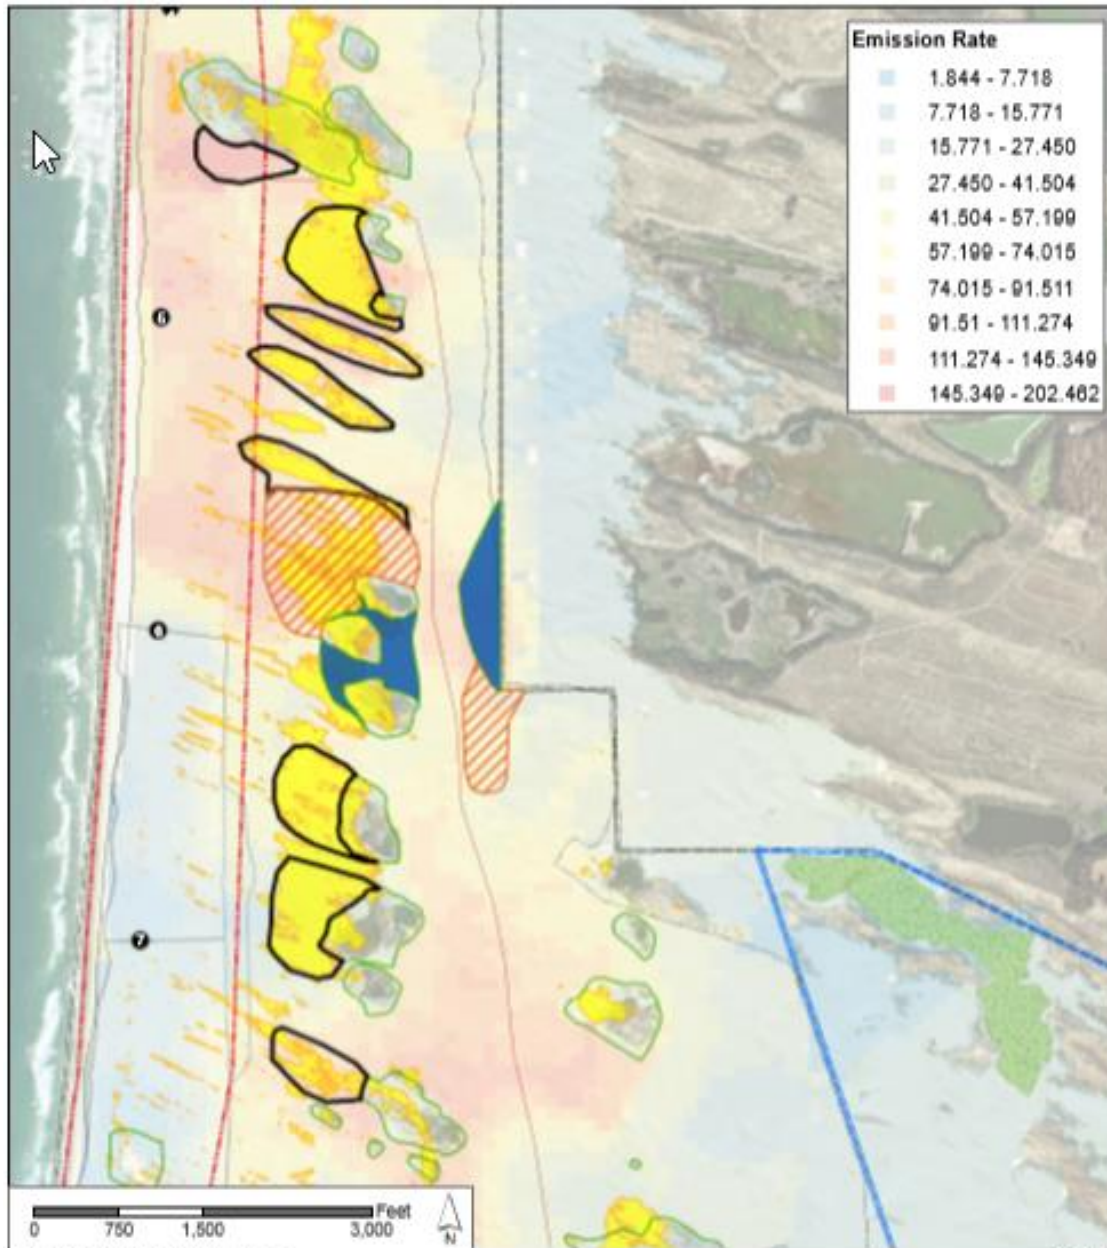 Emission Rate
1.844 - 7.718
7.718 - 15.771
15.771 - 27.450
27.450 - 41.504
41.504 - 57.199
57.199 - 74.015
74.015 - 91.511
91.51 - 111.274
111.274 - 145.349
145.349 - 202.462
6
6
7
Feet
0 750 1,500 3,000
N